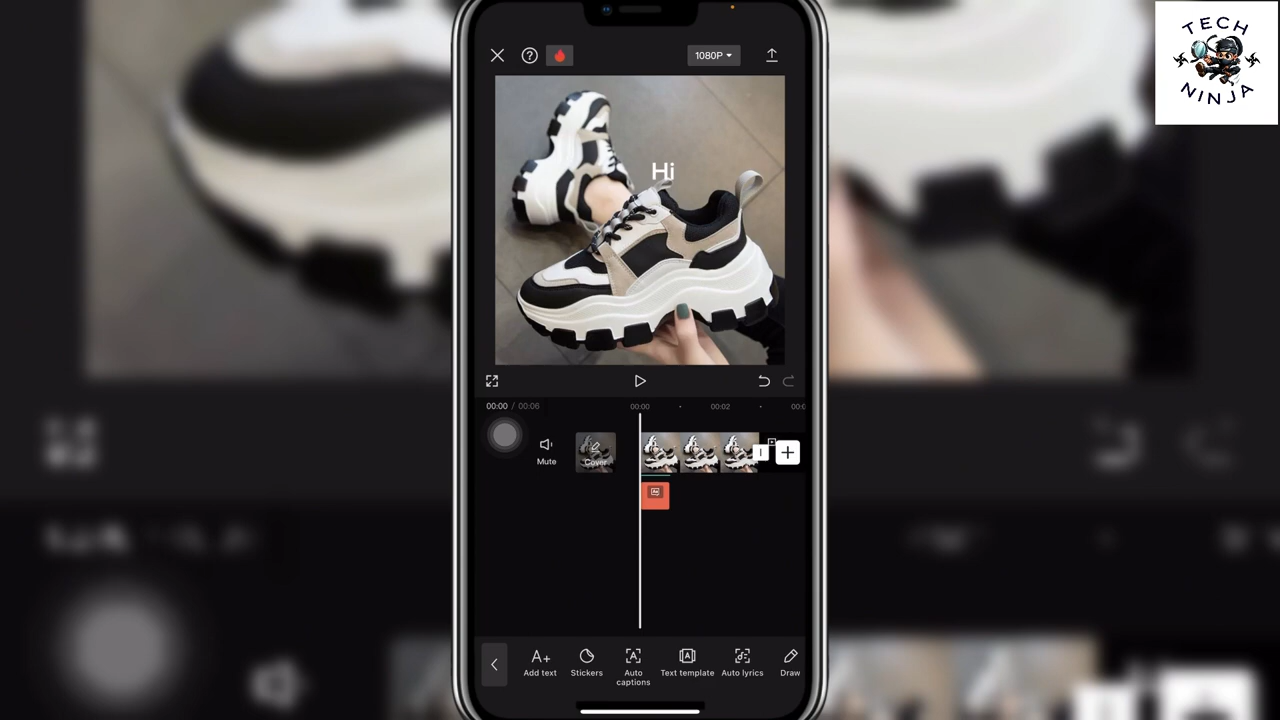 TECH
NINJA
1080P
Hi
00:00 / 00:06
00:00
00:02
Mute
Cover
Add text
Stickers
Auto captions
Text template
Auto lyrics
Draw